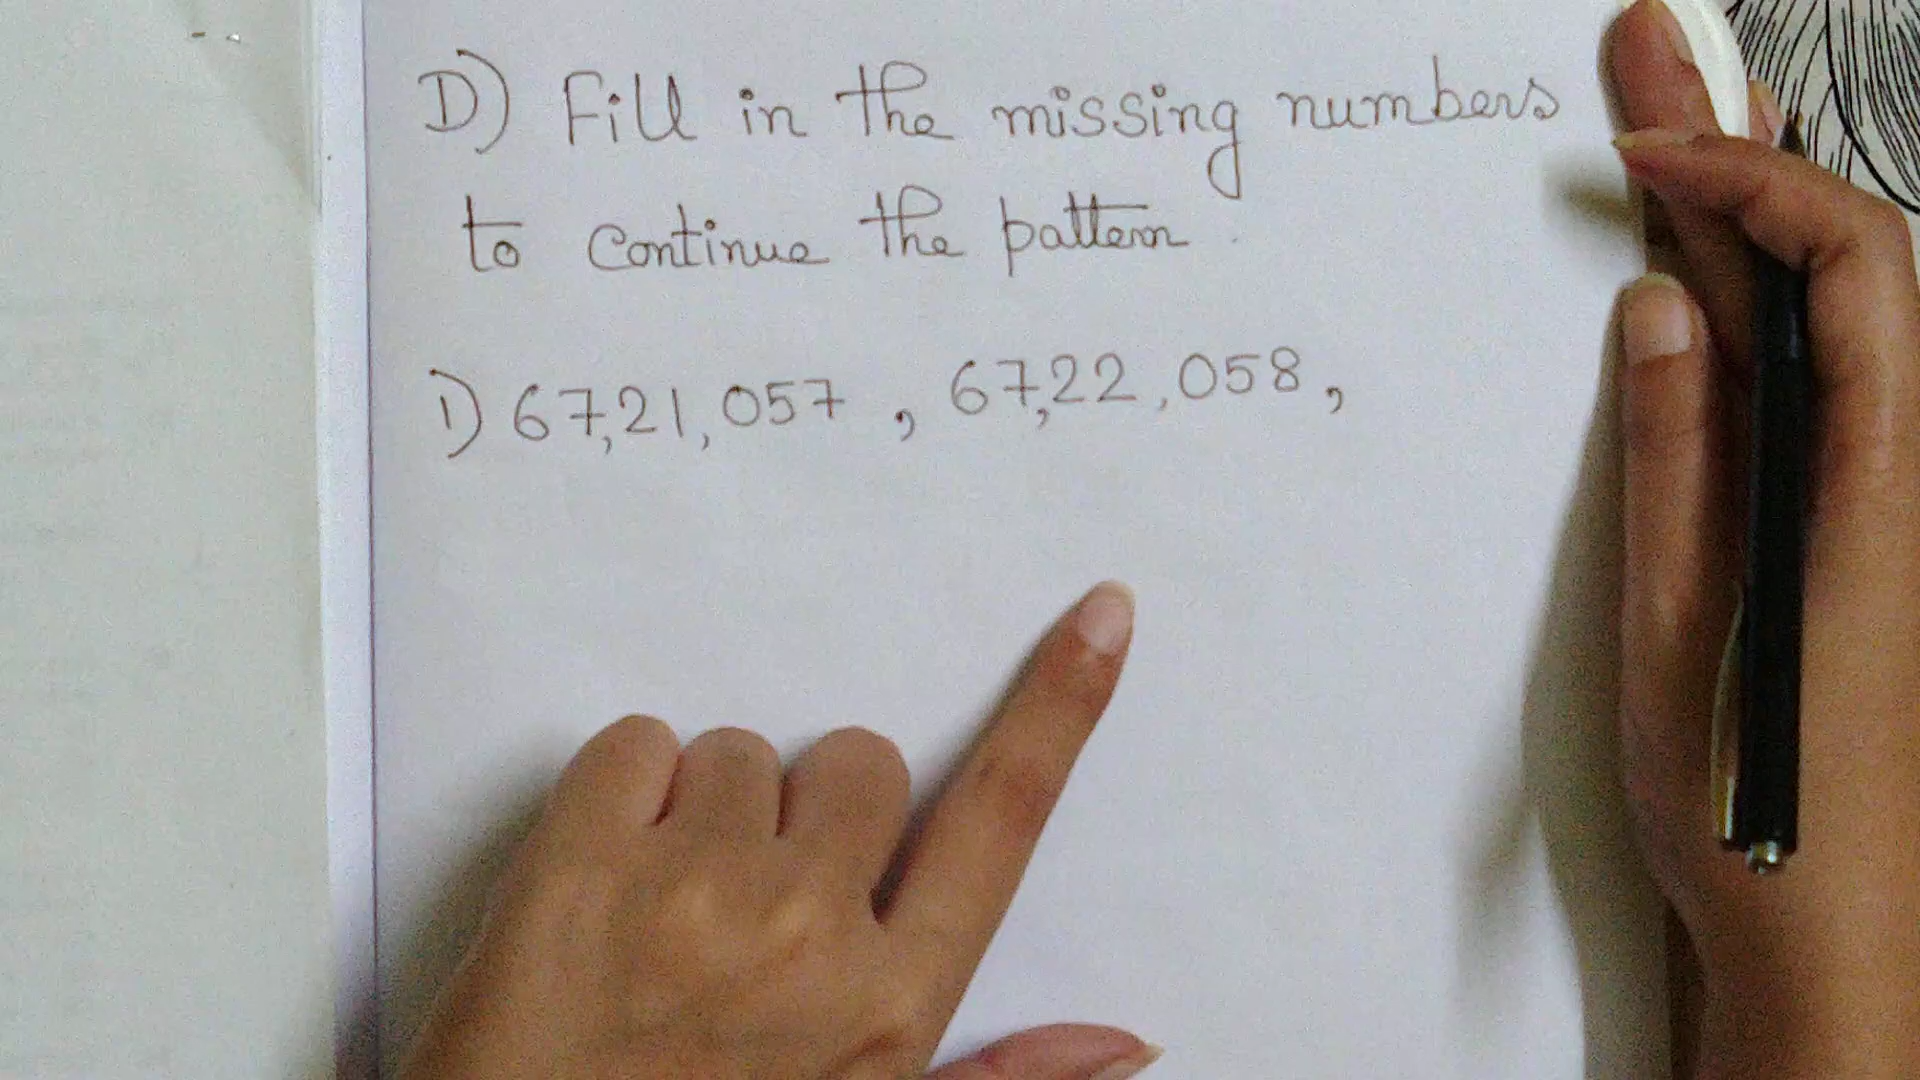 D) Fill in the missing numbers
to continue the pattern.
1) 67,21,057, 67,22,058,